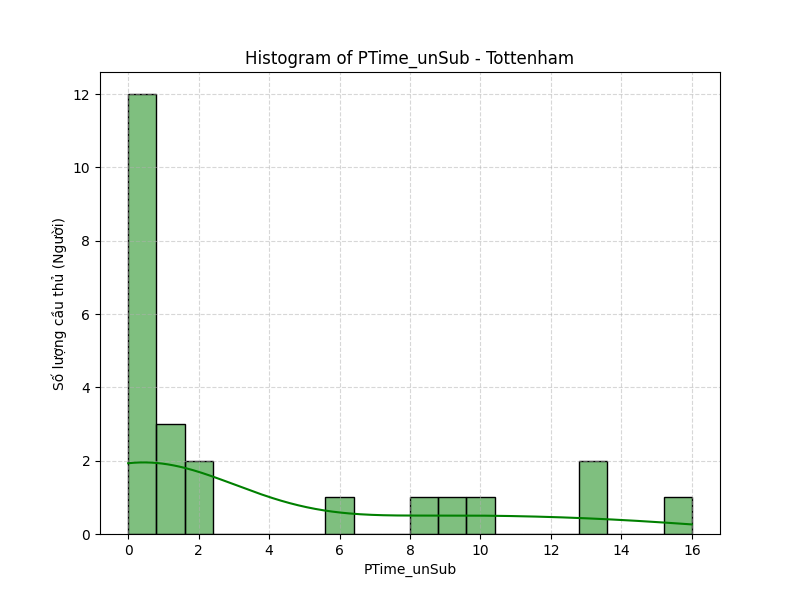 Histogram of PTime_unSub - Tottenham
Số lượng cầu thủ (Người)
12
10
8
6
4
2
0
0 2 4 6 8 10 12 14 16
PTime_unSub